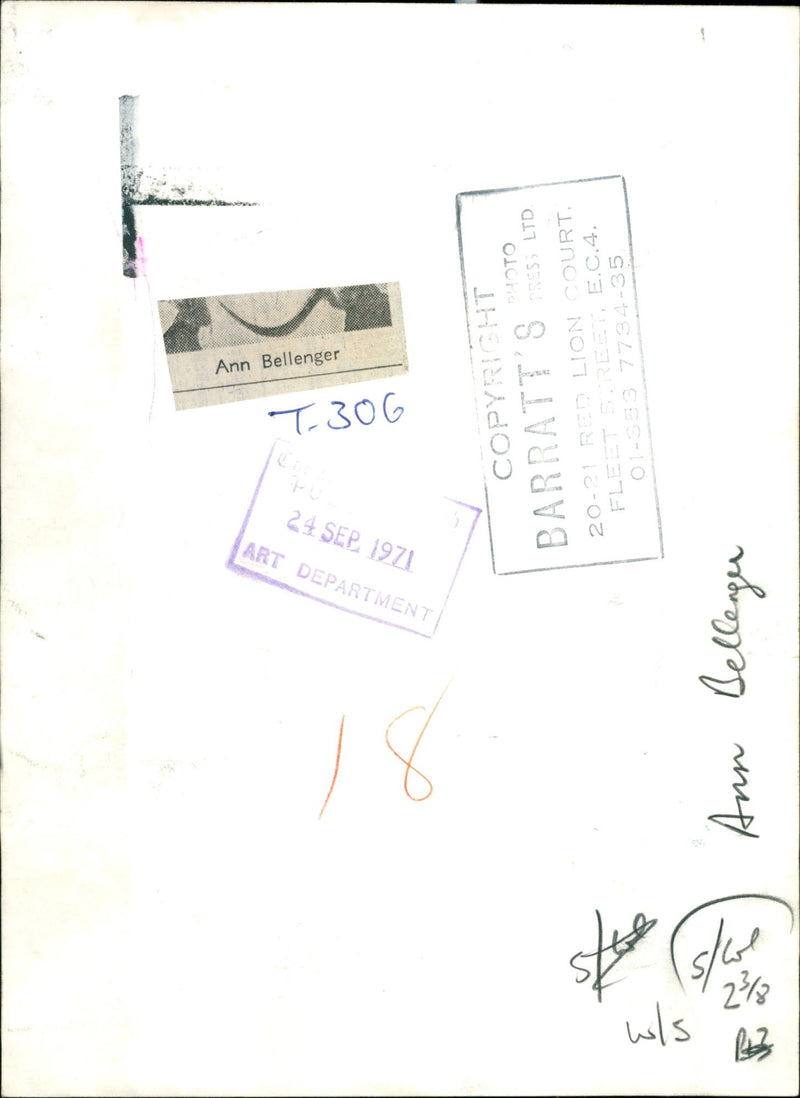 Ann Bellenger
T.306
COPYRIGHT
PHOTO
BARRATT'S PRESS LTD
20-21 RED LION COURT.
FLEET STREET, E.C.4.
01-353 7734-35
24 SEP 1971
ART DEPARTMENT
18
Ann Bellenger
S/Wl
2 3/8
w/s